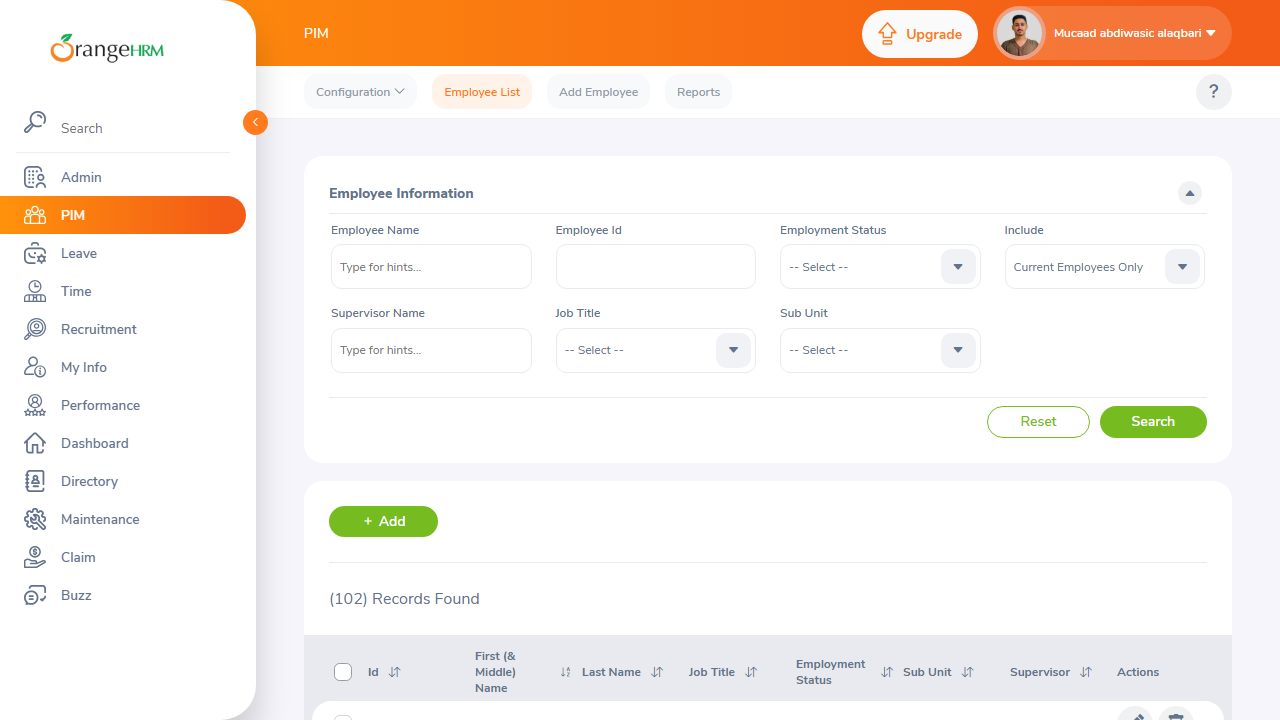 OrangeHRM
PIM
Upgrade
Mucaad abdiwasic alaqbari
Configuration
Employee List
Add Employee
Reports
?
Search
Admin
PIM
Leave
Time
Recruitment
My Info
Performance
Dashboard
Directory
Maintenance
Claim
Buzz
Employee Information
Employee Name
Employee Id
Employment Status
Include
Type for hints...
-- Select --
Current Employees Only
Supervisor Name
Job Title
Sub Unit
Type for hints...
-- Select --
-- Select --
Reset
Search
+ Add
(102) Records Found
Id
First (& Middle) Name
Last Name
Job Title
Employment Status
Sub Unit
Supervisor
Actions